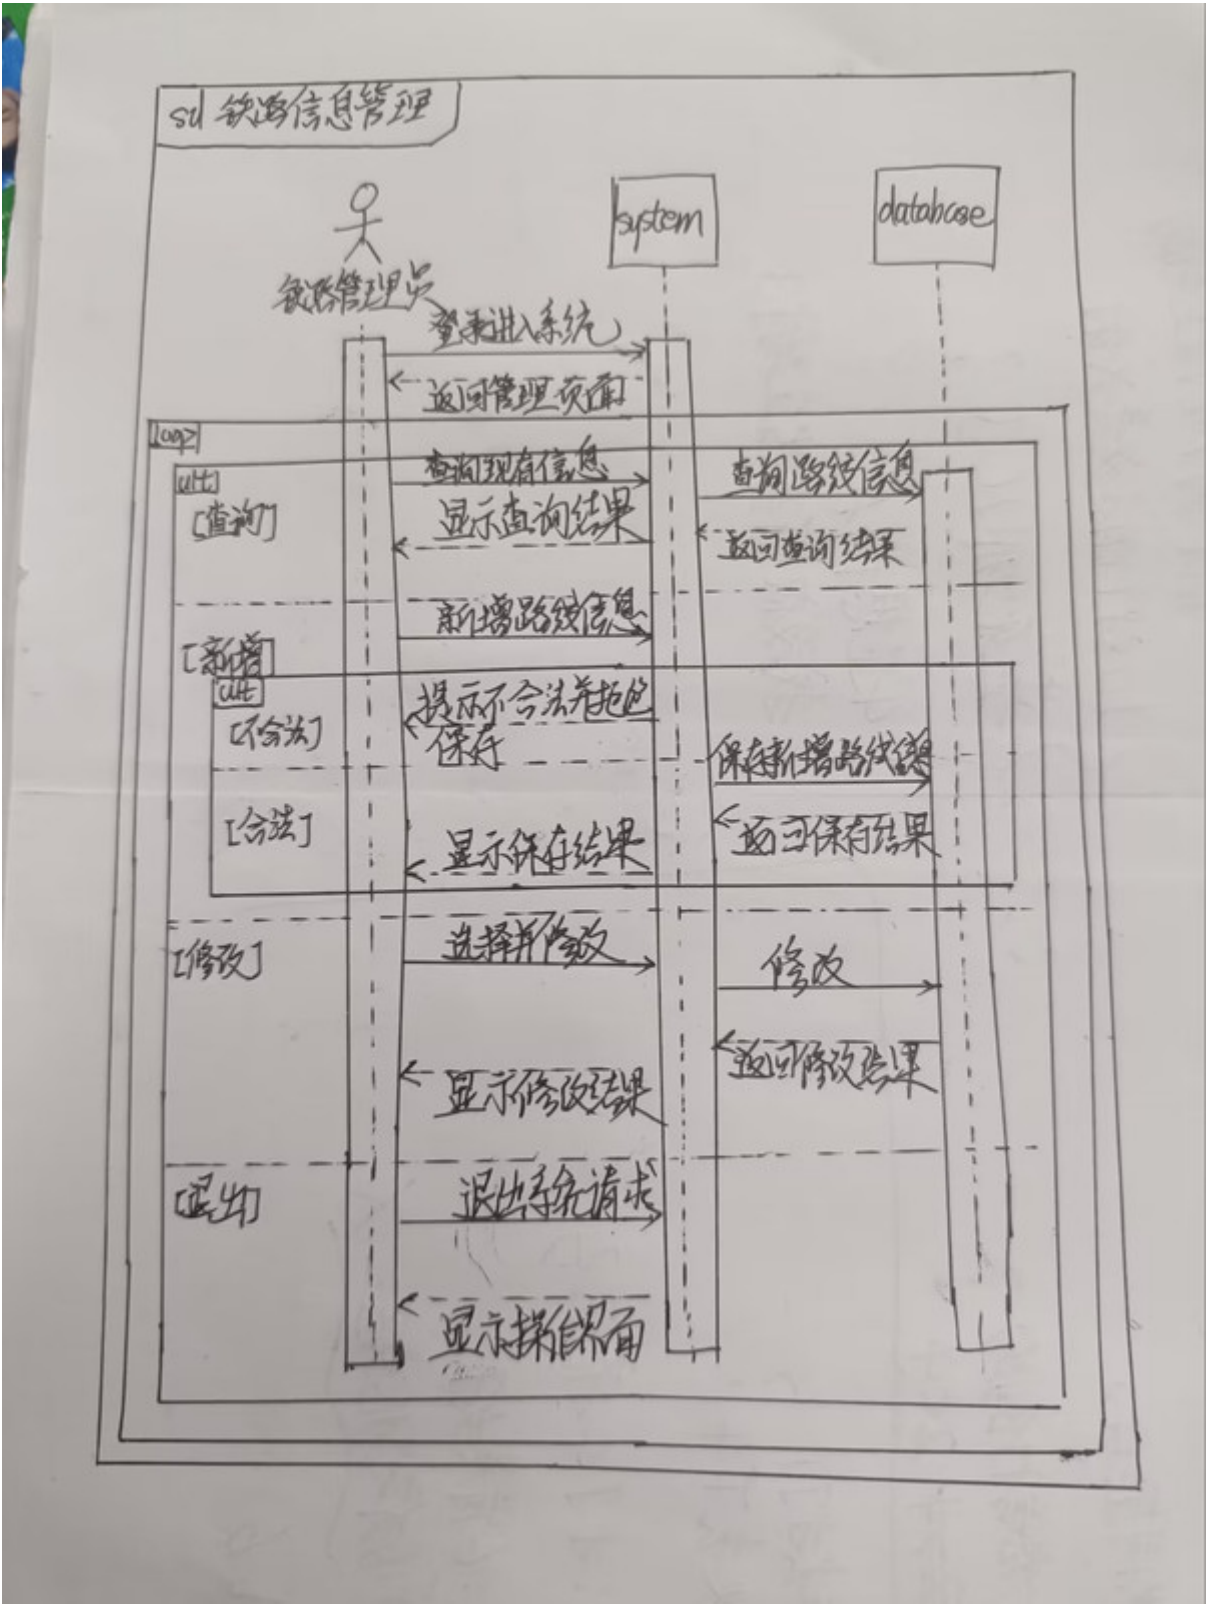 sd 铁路信息管理
system
database
铁路管理员
登录进入系统
返回管理页面
loop
alt
查询现有信息
查询路线信息
[查询]
显示查询结果
返回查询结果
新增路线信息
[新增]
alt
提示不合法并拒绝
保存
[不合法]
保存新增路线信息
[合法]
返回保存结果
显示保存结果
选择并修改
[修改]
修改
返回修改结果
显示修改结果
[退出]
退出系统请求
显示操作界面